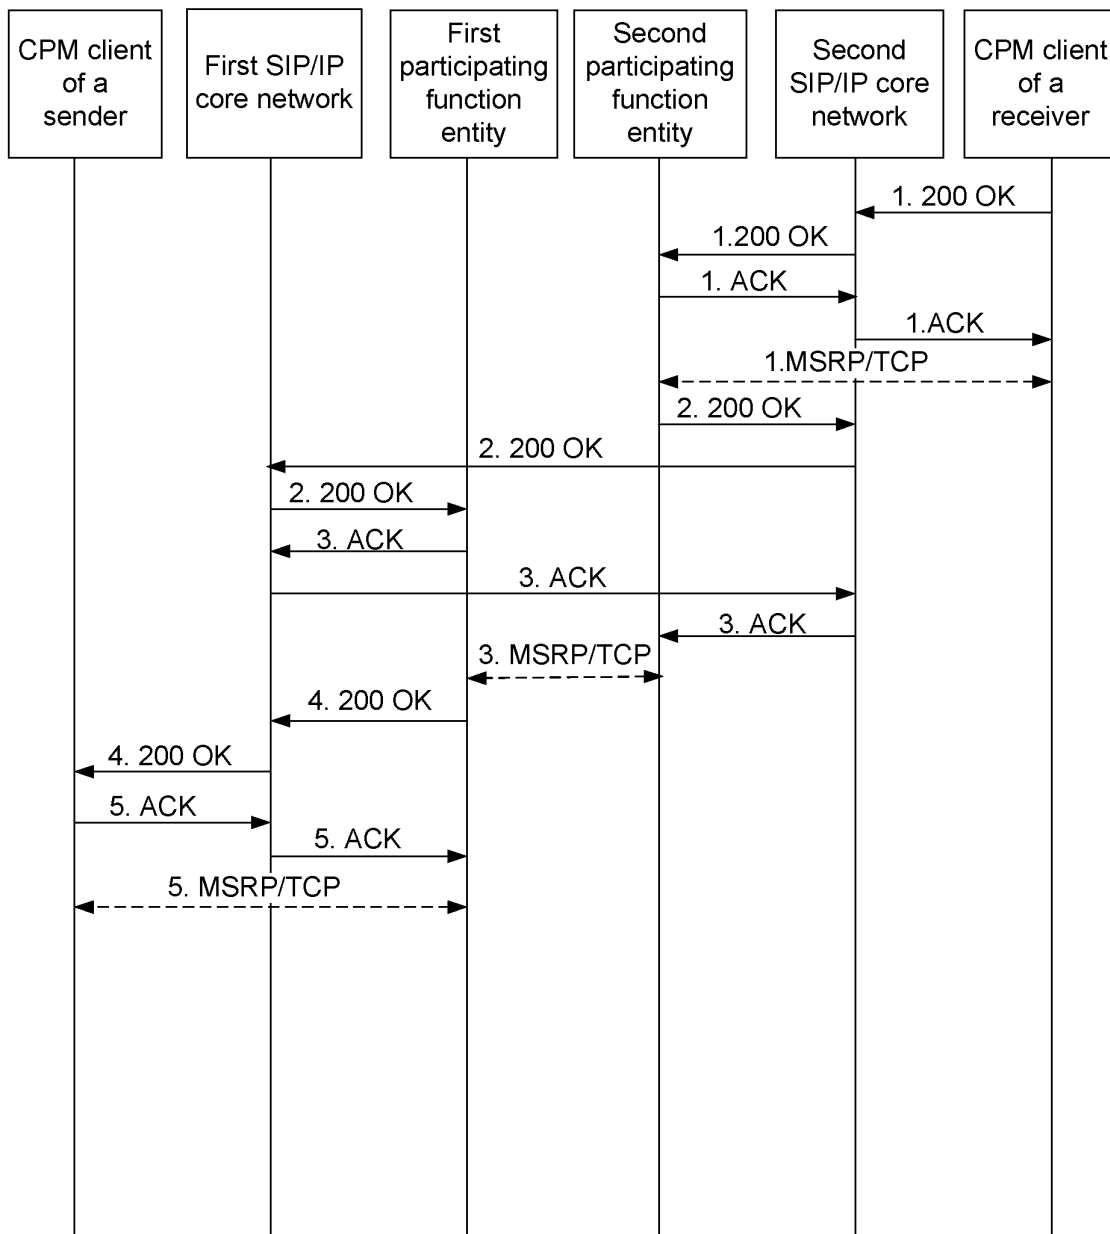 CPM client
of a
sender
First SIP/IP
core network
First
participating
function
entity
Second
participating
function
entity
Second
SIP/IP core
network
CPM client
of a
receiver
1. 200 OK
1.200 OK
1. ACK
1.ACK
1.MSRP/TCP
2. 200 OK
2. 200 OK
2. 200 OK
3. ACK
3. ACK
3. ACK
3. MSRP/TCP
4. 200 OK
4. 200 OK
5. ACK
5. ACK
5. MSRP/TCP